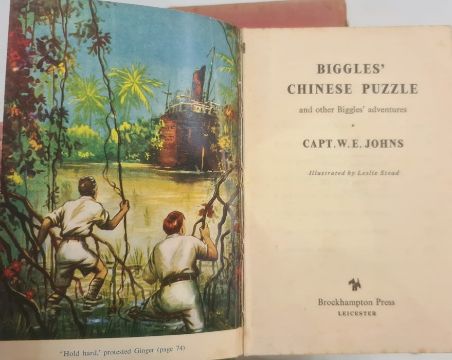 'Hold hard,' protested Ginger (page 74)
BIGGLES'
CHINESE PUZZLE
and other Biggles' adventures
CAPT. W. E. JOHNS
Illustrated by Leslie Stead
Brockhampton Press
LEICESTER